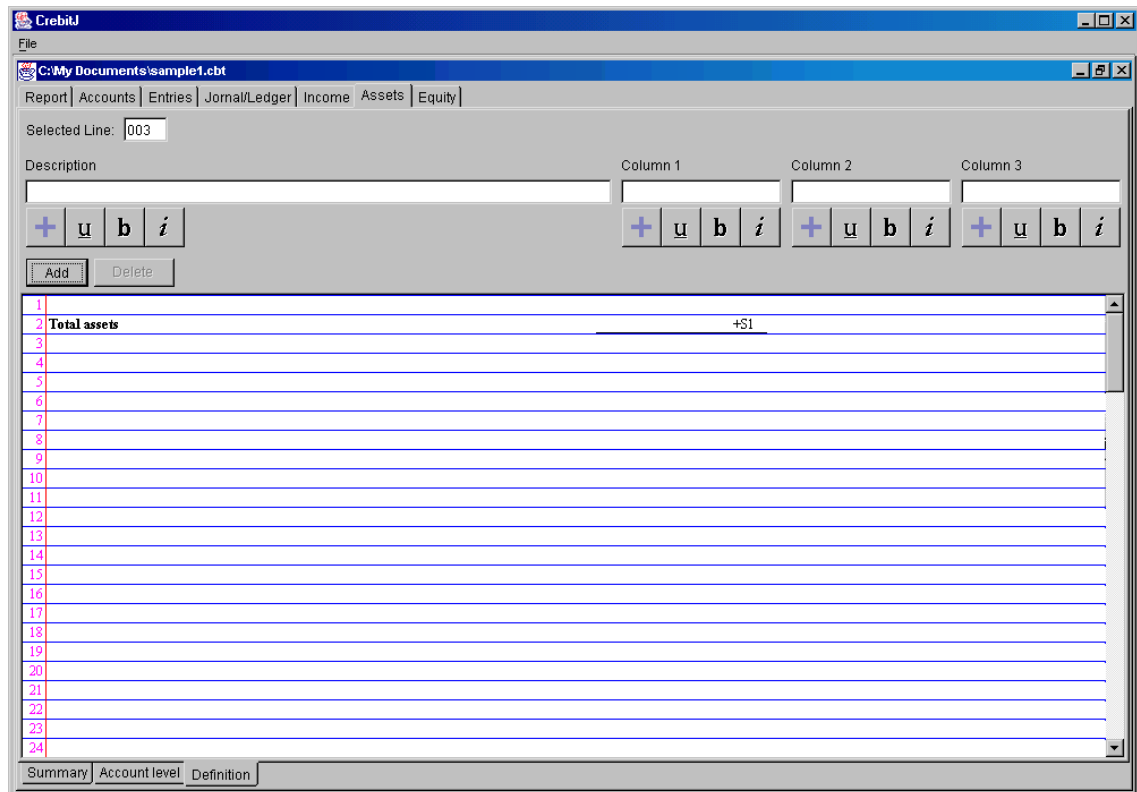 CrebitJ
File
C:\My Documents\sample1.cbt
Report Accounts Entries Jornal/Ledger Income Assets Equity
Selected Line: 003
Description Column 1 Column 2 Column 3
+ u b i + u b i + u b i + u b i
Add Delete
1
2 Total assets +S1
3
4
5
6
7
8
9
10
11
12
13
14
15
16
17
18
19
20
21
22
23
24
Summary Account level Definition